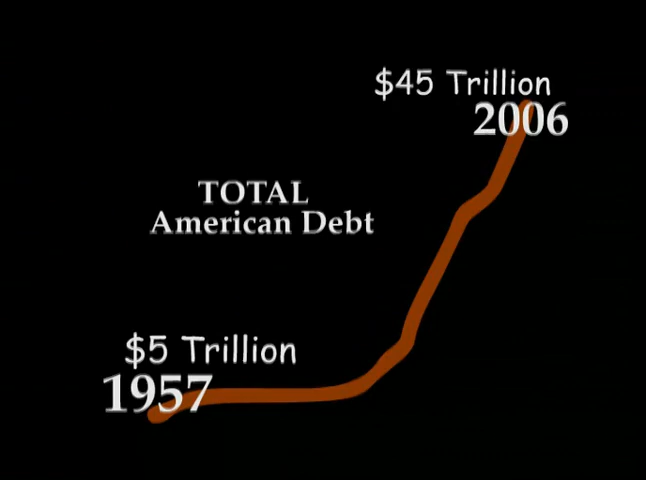 $45 Trillion
2006
TOTAL
American Debt
$5 Trillion
1957